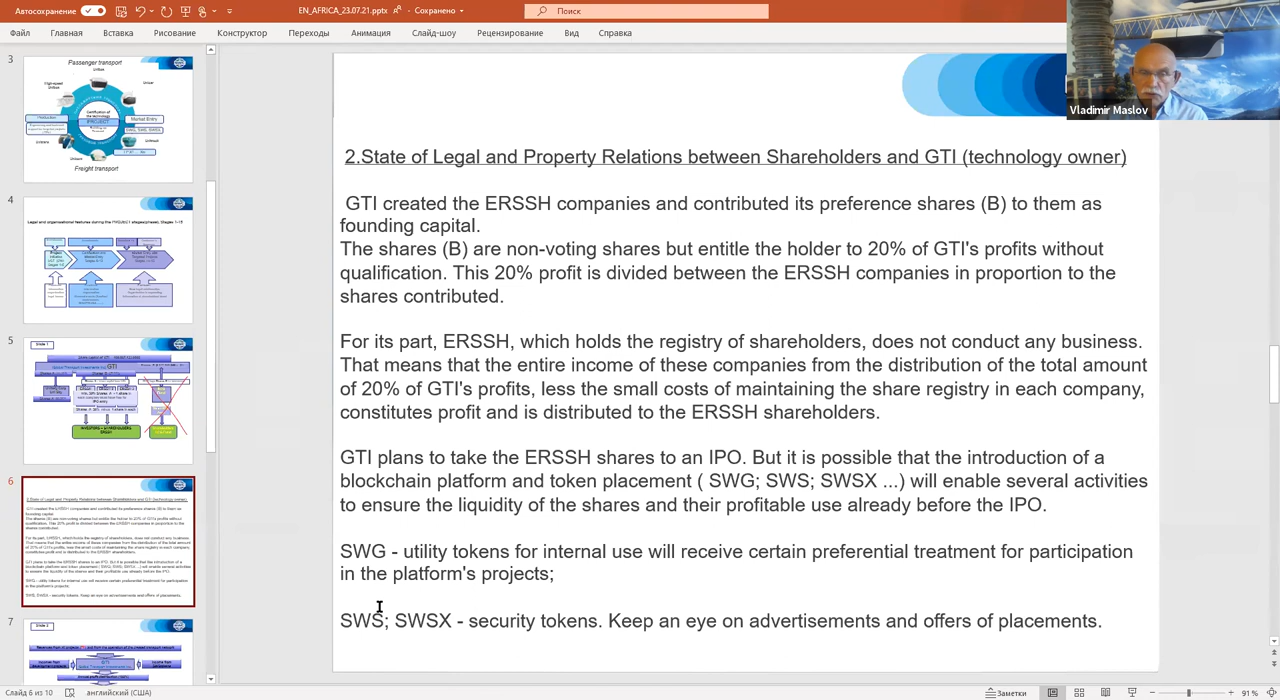 Автосохранение
EN_AFRICA_23.07.21.pptx
Сохранено
Поиск
Файл Главная Вставка Рисование Конструктор Переходы Анимация Слайд-шоу Рецензирование Вид Справка
Vladimir Maslov
3
Passenger transport
Freight transport
4
5
Slide 1
6
7
Slide 2
2.State of Legal and Property Relations between Shareholders and GTI (technology owner)
GTI created the ERSSH companies and contributed its preference shares (B) to them as
founding capital.
The shares (B) are non-voting shares but entitle the holder to 20% of GTI's profits without
qualification. This 20% profit is divided between the ERSSH companies in proportion to the
shares contributed.
For its part, ERSSH, which holds the registry of shareholders, does not conduct any business.
That means that the entire income of these companies from the distribution of the total amount
of 20% of GTI's profits, less the small costs of maintaining the share registry in each company,
constitutes profit and is distributed to the ERSSH shareholders.
GTI plans to take the ERSSH shares to an IPO. But it is possible that the introduction of a
blockchain platform and token placement ( SWG; SWS; SWSX ...) will enable several activities
to ensure the liquidity of the shares and their profitable use already before the IPO.
SWG - utility tokens for internal use will receive certain preferential treatment for participation
in the platform's projects;
SWS; SWSX - security tokens. Keep an eye on advertisements and offers of placements.
Слайд 6 из 10
английский (США)
Заметки
91 %